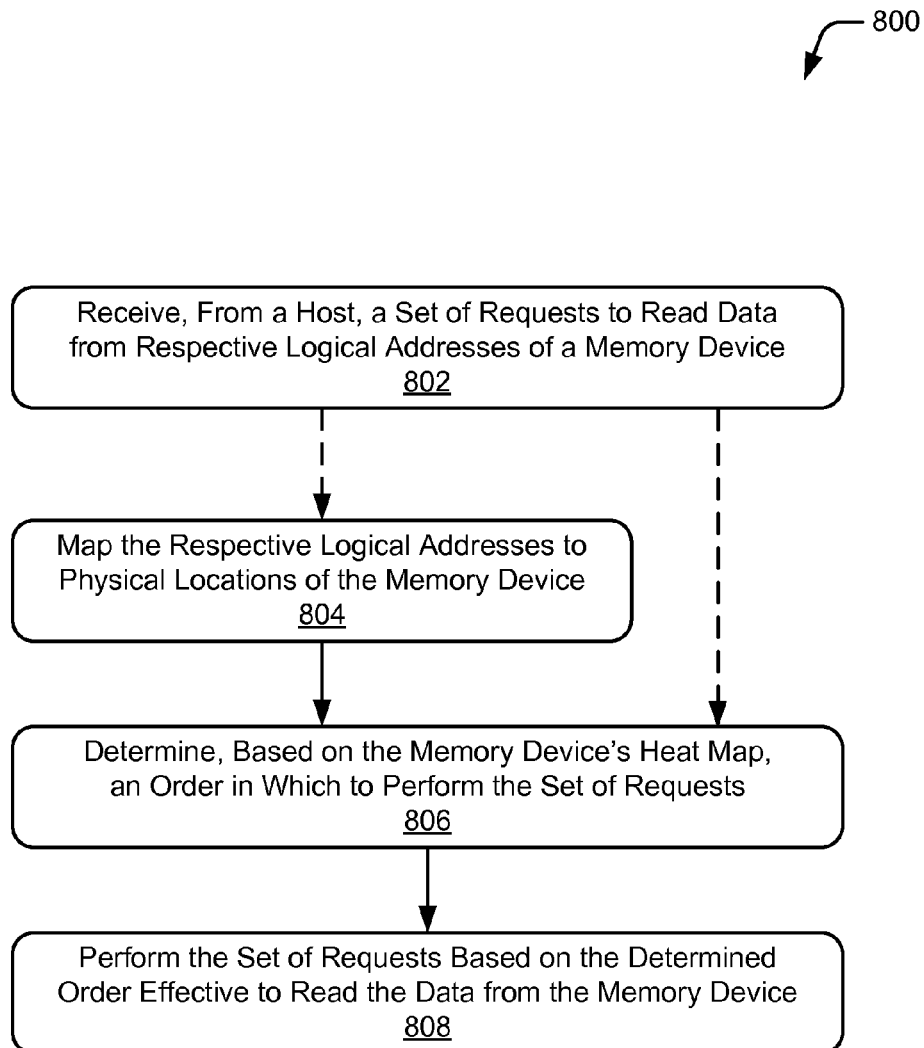 800
Receive, From a Host, a Set of Requests to Read Data
from Respective Logical Addresses of a Memory Device
802
Map the Respective Logical Addresses to
Physical Locations of the Memory Device
804
Determine, Based on the Memory Device's Heat Map,
an Order in Which to Perform the Set of Requests
806
Perform the Set of Requests Based on the Determined
Order Effective to Read the Data from the Memory Device
808